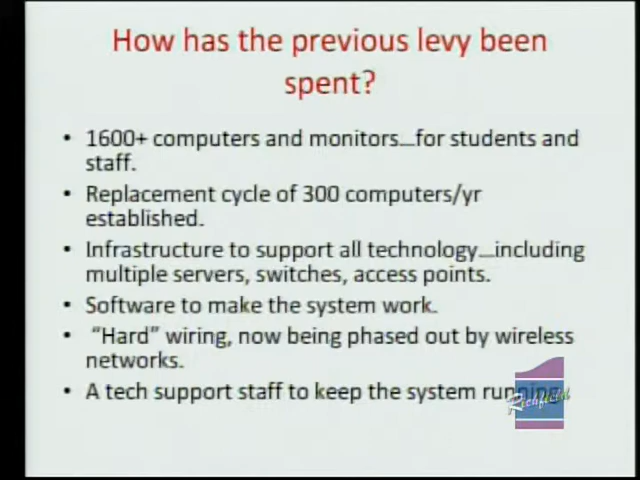 How has the previous levy been
spent?
• 1600+ computers and monitors...for students and
staff.
• Replacement cycle of 300 computers/yr
established.
• Infrastructure to support all technology...including
multiple servers, switches, access points.
• Software to make the system work.
• “Hard” wiring, now being phased out by wireless
networks.
• A tech support staff to keep the system running.
Richfield